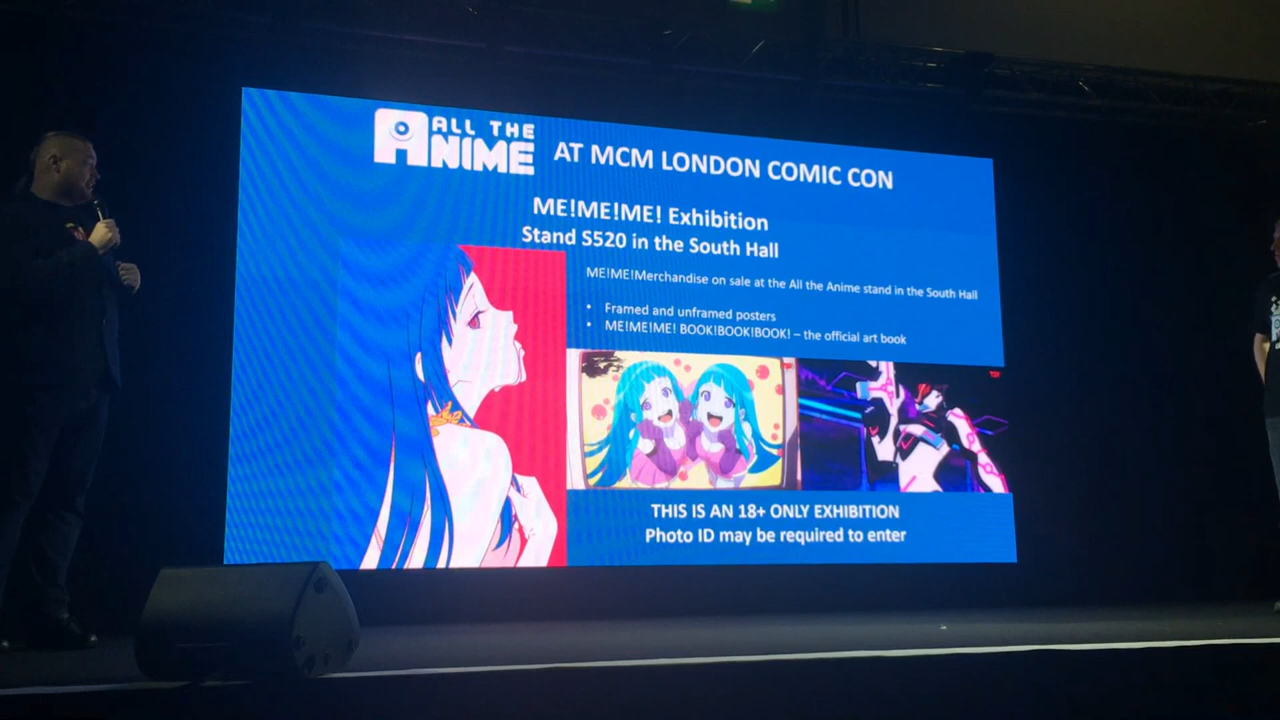 ALL THE
ANIME
AT MCM LONDON COMIC CON
ME!ME!ME! Exhibition
Stand S520 in the South Hall
ME!ME!Merchandise on sale at the All the Anime stand in the South Hall
• Framed and unframed posters
• ME!ME!ME! BOOK!BOOK!BOOK! – the official art book
THIS IS AN 18+ ONLY EXHIBITION
Photo ID may be required to enter